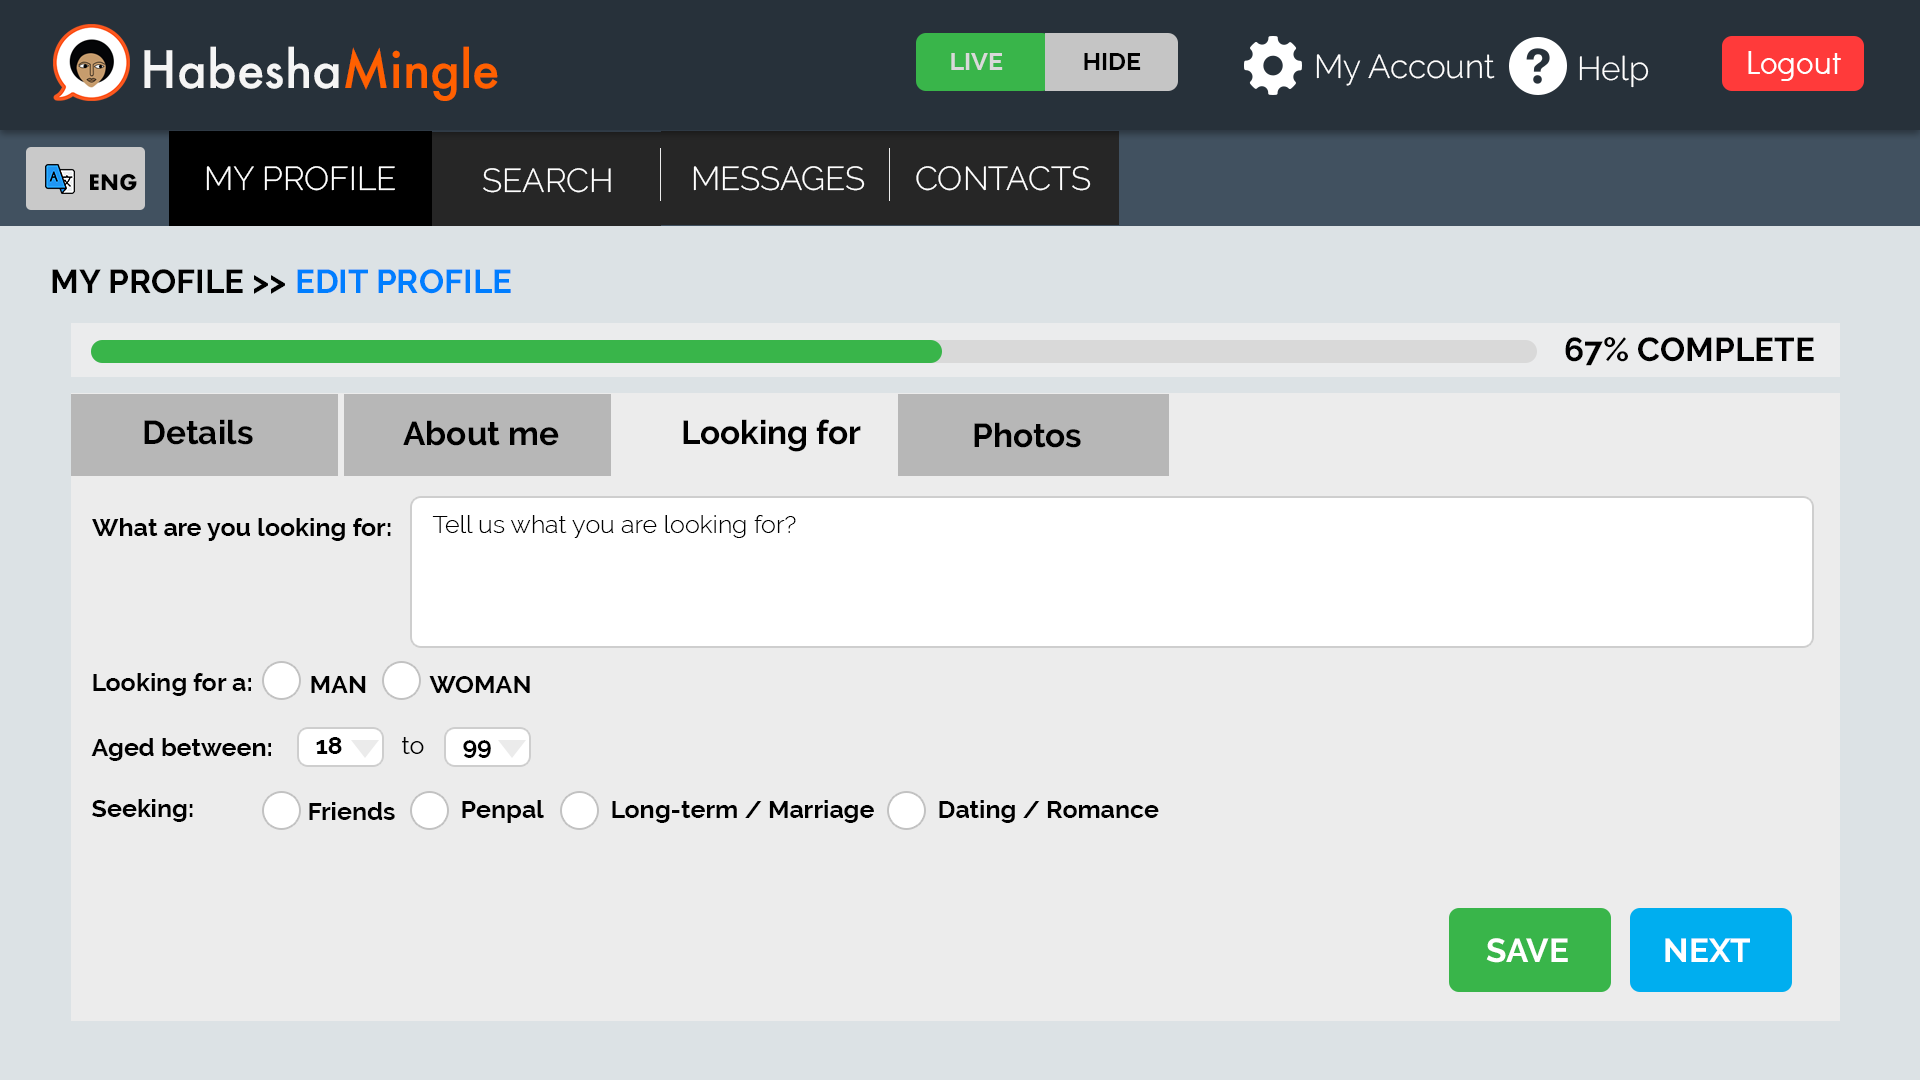 HabeshaMingle
LIVE HIDE
My Account ? Help
Logout
A ENG
MY PROFILE SEARCH MESSAGES CONTACTS
MY PROFILE >> EDIT PROFILE
67% COMPLETE
Details About me Looking for Photos
What are you looking for: Tell us what you are looking for?
Looking for a: MAN WOMAN
Aged between: 18 to 99
Seeking: Friends Penpal Long-term / Marriage Dating / Romance
SAVE NEXT